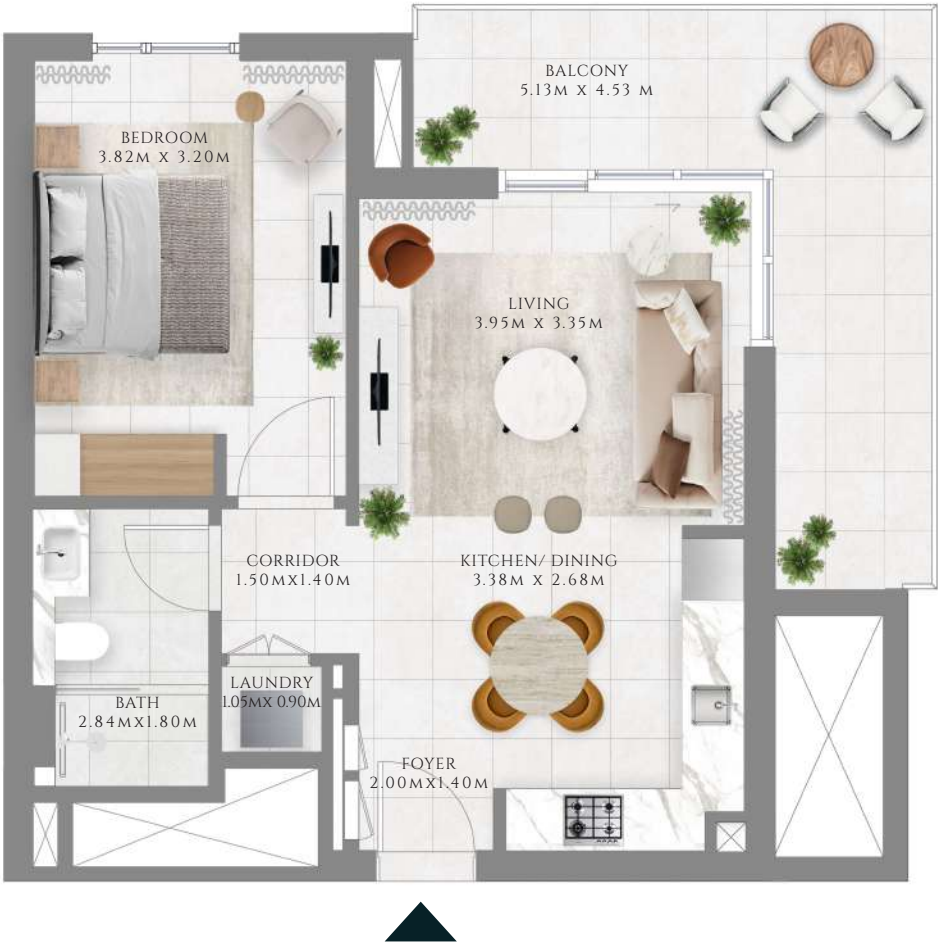 BALCONY
5.13M X 4.53 M
BEDROOM
3.82M X 3.20M
LIVING
3.95M X 3.35M
CORRIDOR
1.50MX1.40M
KITCHEN/ DINING
3.38M X 2.68M
LAUNDRY
1.05MX 0.90M
BATH
2.84MX1.80M
FOYER
2.00MX1.40M